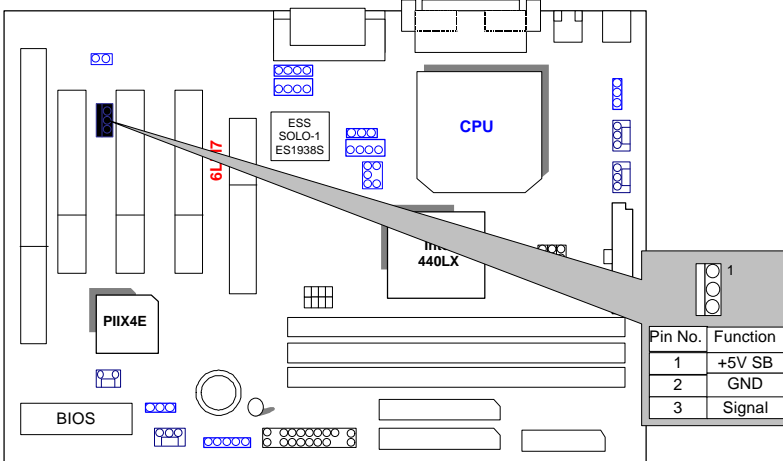 ESS
SOLO-1
ES1938S
CPU
440LX
PIIX4E
BIOS
1
Pin No. Function
1 +5V SB
2 GND
3 Signal